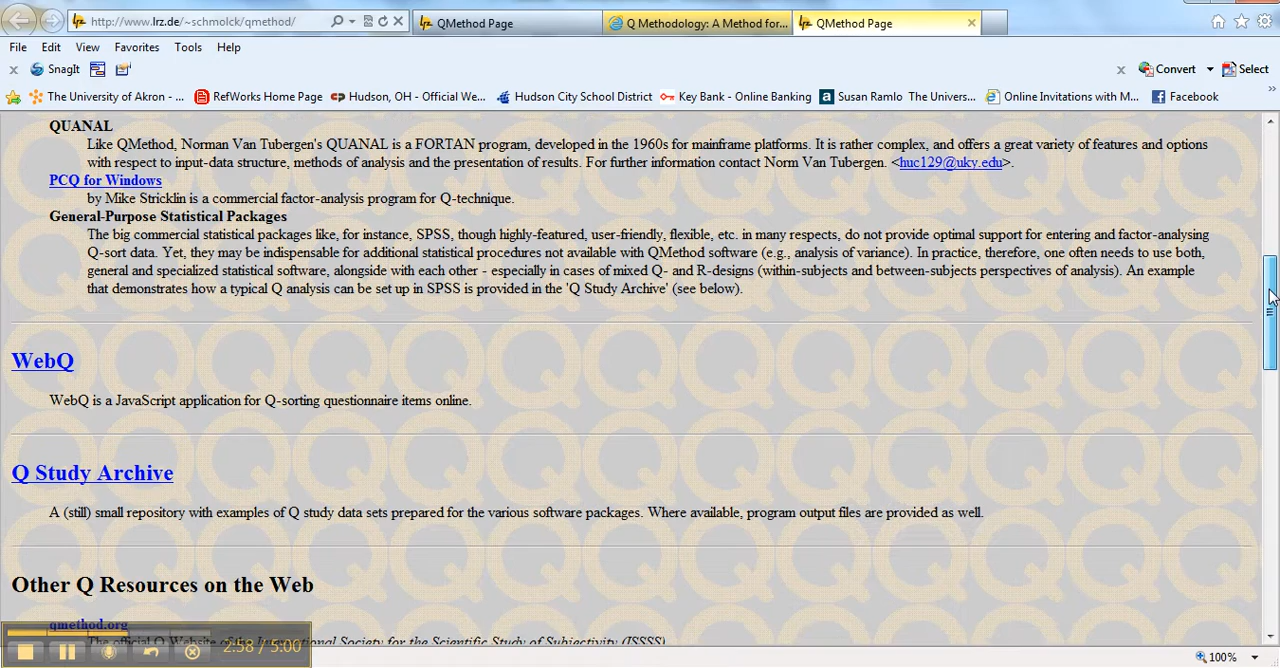 http://www.lrz.de/~schmolck/qmethod/
QMethod Page
Q Methodology: A Method for...
QMethod Page
File Edit View Favorites Tools Help
SnagIt
Convert Select
The University of Akron - ... RefWorks Home Page Hudson, OH - Official We... Hudson City School District Key Bank - Online Banking Susan Ramlo The Univers... Online Invitations with M... Facebook
QUANAL
Like QMethod, Norman Van Tubergen's QUANAL is a FORTAN program, developed in the 1960s for mainframe platforms. It is rather complex, and offers a great variety of features and options
with respect to input-data structure, methods of analysis and the presentation of results. For further information contact Norm Van Tubergen. <huc129@uky.edu>.
PCQ for Windows
by Mike Stricklin is a commercial factor-analysis program for Q-technique.
General-Purpose Statistical Packages
The big commercial statistical packages like, for instance, SPSS, though highly-featured, user-friendly, flexible, etc. in many respects, do not provide optimal support for entering and factor-analysing
Q-sort data. Yet, they may be indispensable for additional statistical procedures not available with QMethod software (e.g., analysis of variance). In practice, therefore, one often needs to use both,
general and specialized statistical software, alongside with each other - especially in cases of mixed Q- and R-designs (within-subjects and between-subjects perspectives of analysis). An example
that demonstrates how a typical Q analysis can be set up in SPSS is provided in the 'Q Study Archive' (see below).
WebQ
WebQ is a JavaScript application for Q-sorting questionnaire items online.
Q Study Archive
A (still) small repository with examples of Q study data sets prepared for the various software packages. Where available, program output files are provided as well.
Other Q Resources on the Web
qmethod.org
The official Q Website of the International Society for the Scientific Study of Subjectivity (ISSSS)
2:58 / 5:00
100%